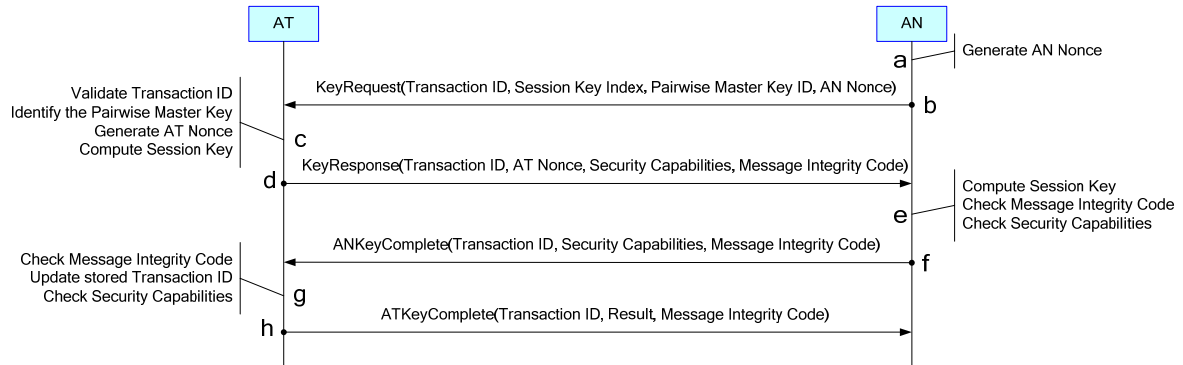 AT
AN
a
Generate AN Nonce
KeyRequest(Transaction ID, Session Key Index, Pairwise Master Key ID, AN Nonce)
b
Validate Transaction ID
Identify the Pairwise Master Key
Generate AT Nonce
Compute Session Key
c
KeyResponse(Transaction ID, AT Nonce, Security Capabilities, Message Integrity Code)
d
e
Compute Session Key
Check Message Integrity Code
Check Security Capabilities
ANKeyComplete(Transaction ID, Security Capabilities, Message Integrity Code)
f
Check Message Integrity Code
Update stored Transaction ID
Check Security Capabilities
g
ATKeyComplete(Transaction ID, Result, Message Integrity Code)
h